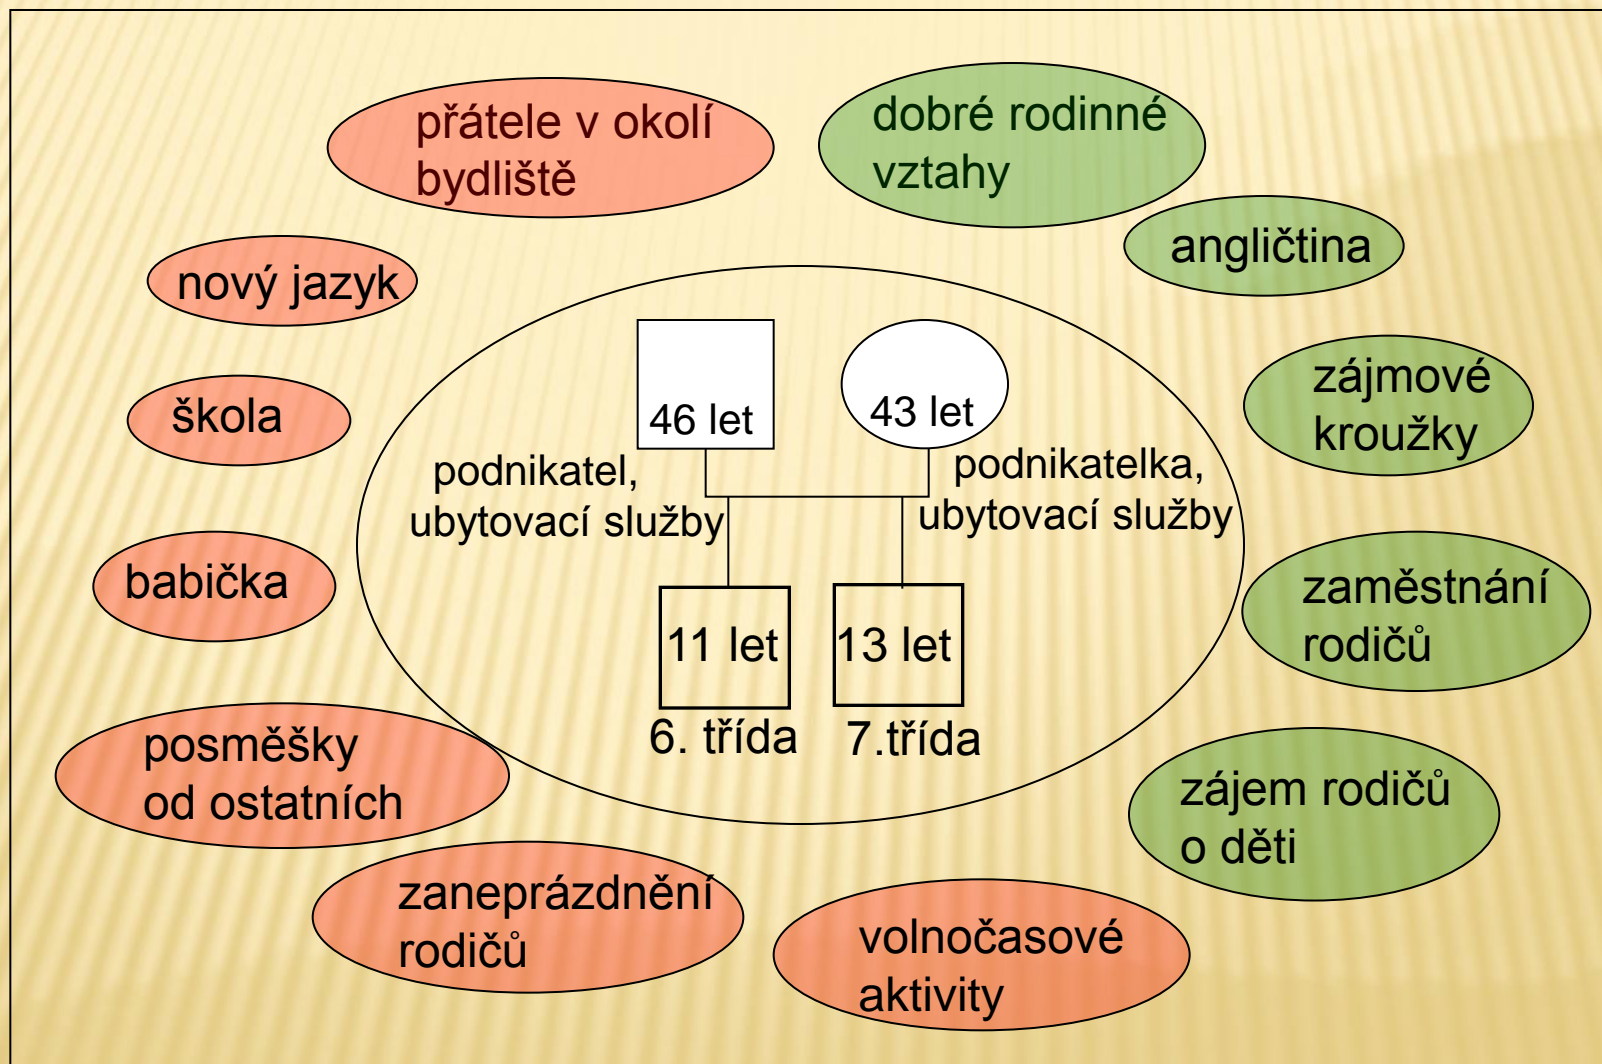 přátele v okolí
bydliště
dobré rodinné
vztahy
angličtina
nový jazyk
zájmové
kroužky
škola
46 let
43 let
podnikatel,
ubytovací služby
podnikatelka,
ubytovací služby
babička
zaměstnání
rodičů
11 let
13 let
6. třída
7.třída
posměšky
od ostatních
zájem rodičů
o děti
zaneprázdnění
rodičů
volnočasové
aktivity